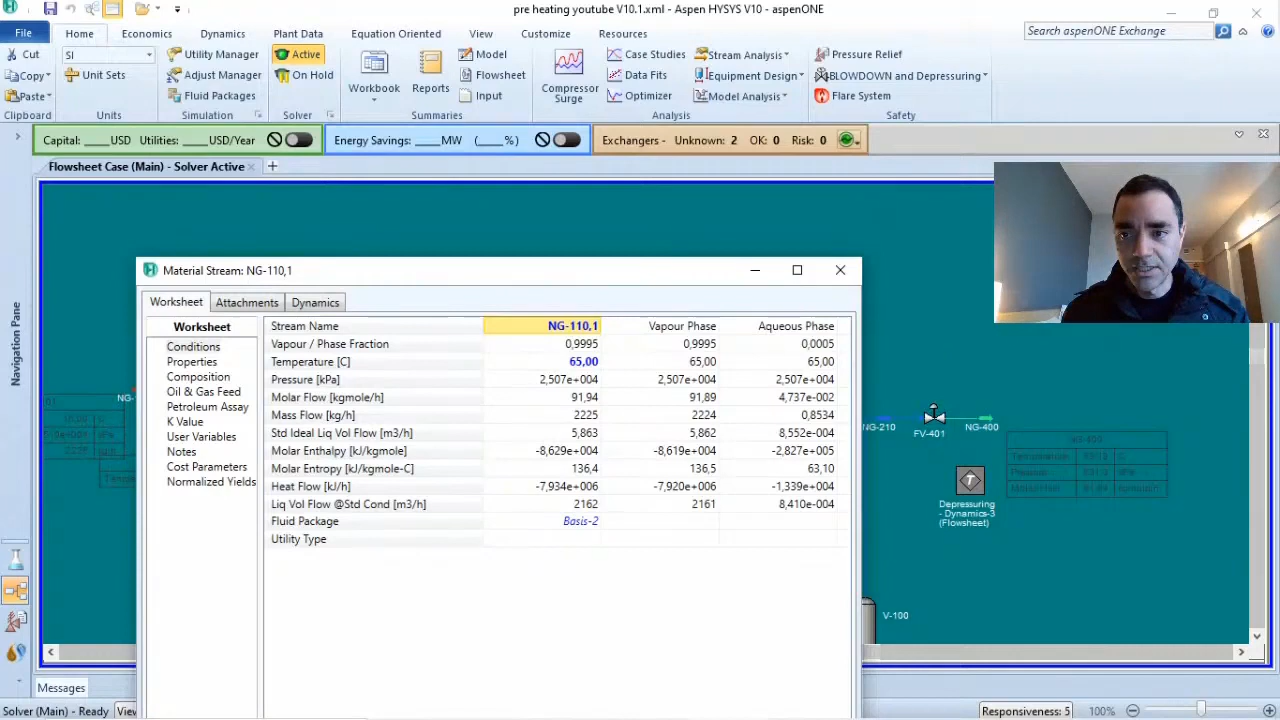 pre heating youtube V10.1.xml - Aspen HYSYS V10 - aspenONE
File Home Economics Dynamics Plant Data Equation Oriented View Customize Resources
Search aspenONE Exchange
Cut SI Utility Manager Active Model Case Studies Stream Analysis Pressure Relief
Copy Unit Sets Adjust Manager On Hold Workbook Reports Flowsheet Compressor Surge Data Fits Equipment Design BLOWDOWN and Depressuring
Paste Fluid Packages Input Optimizer Model Analysis Flare System
Clipboard Units Simulation Solver Summaries Analysis Safety
Capital: ____ USD Utilities: ____ USD/Year Energy Savings: ____ MW (____ %) Exchangers - Unknown: 2 OK: 0 Risk: 0
Flowsheet Case (Main) - Solver Active
Navigation Pane
Material Stream: NG-110,1
Worksheet Attachments Dynamics
Worksheet
Conditions
Properties
Composition
Oil & Gas Feed
Petroleum Assay
K Value
User Variables
Notes
Cost Parameters
Normalized Yields
Stream Name NG-110,1 Vapour Phase Aqueous Phase
Vapour / Phase Fraction 0,9995 0,9995 0,0005
Temperature [C] 65,00 65,00 65,00
Pressure [kPa] 2,507e+004 2,507e+004 2,507e+004
Molar Flow [kgmole/h] 91,94 91,89 4,737e-002
Mass Flow [kg/h] 2225 2224 0,8534
Std Ideal Liq Vol Flow [m3/h] 5,863 5,862 8,552e-004
Molar Enthalpy [kJ/kgmole] -8,629e+004 -8,619e+004 -2,827e+005
Molar Entropy [kJ/kgmole-C] 136,4 136,5 63,10
Heat Flow [kJ/h] -7,934e+006 -7,920e+006 -1,339e+004
Liq Vol Flow @Std Cond [m3/h] 2162 2161 8,410e-004
Fluid Package Basis-2
Utility Type
NG-210
FV-401
NG-400
Depressuring
- Dynamics-3
(Flowsheet)
V-100
Messages
Solver (Main) - Ready Responsiveness: 5 100%